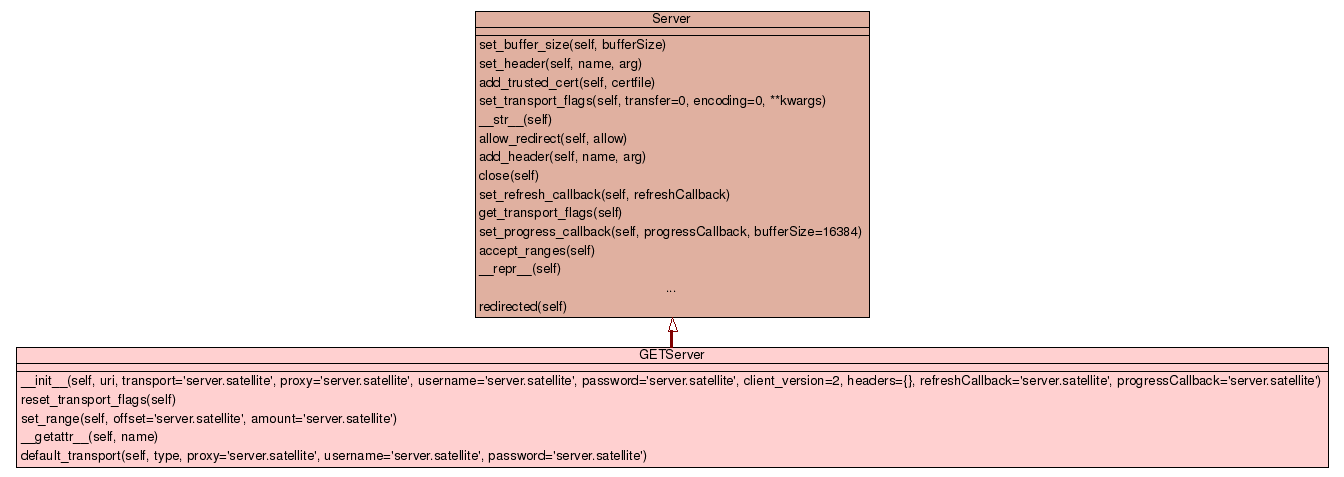 Server
set_buffer_size(self, bufferSize)
set_header(self, name, arg)
add_trusted_cert(self, certfile)
set_transport_flags(self, transfer=0, encoding=0, **kwargs)
__str__(self)
allow_redirect(self, allow)
add_header(self, name, arg)
close(self)
set_refresh_callback(self, refreshCallback)
get_transport_flags(self)
set_progress_callback(self, progressCallback, bufferSize=16384)
accept_ranges(self)
__repr__(self)
...
redirected(self)
GETServer
__init__(self, uri, transport='server.satellite', proxy='server.satellite', username='server.satellite', password='server.satellite', client_version=2, headers={}, refreshCallback='server.satellite', progressCallback='server.satellite')
reset_transport_flags(self)
set_range(self, offset='server.satellite', amount='server.satellite')
__getattr__(self, name)
default_transport(self, type, proxy='server.satellite', username='server.satellite', password='server.satellite')